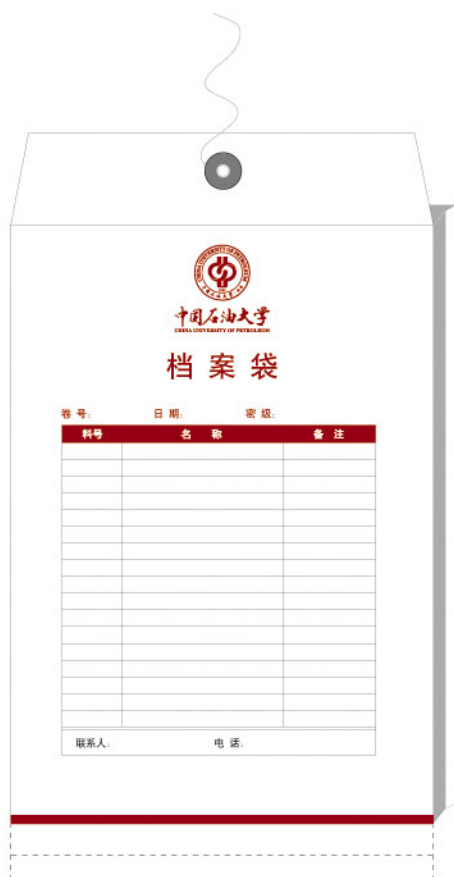 中国石油大学
CHINA UNIVERSITY OF PETROLEUM
档案袋
卷号： 日期： 密级：
料号 名称 备注
联系人： 电话：